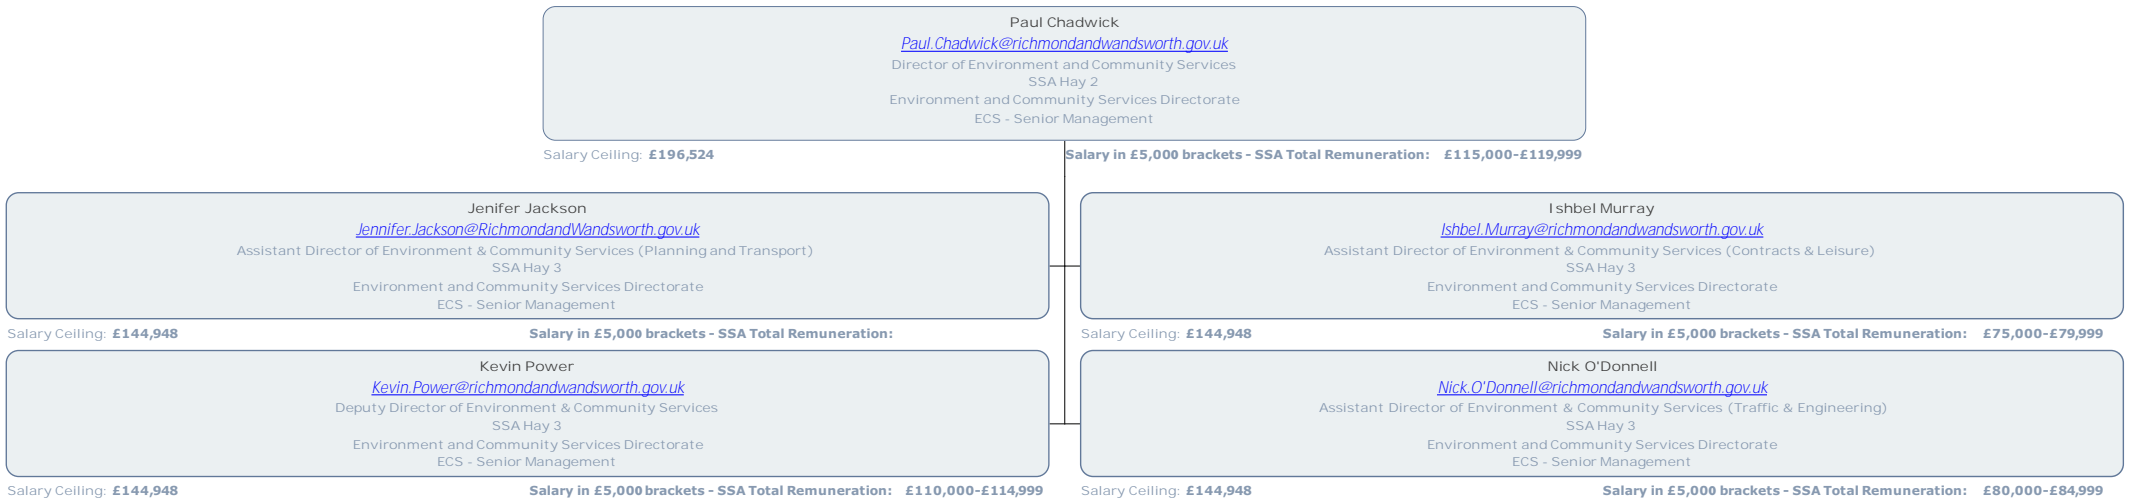 Paul Chadwick
Paul.Chadwick@richmondandwandsworth.gov.uk
Director of Environment and Community Services
SSA Hay 2
Environment and Community Services Directorate
ECS - Senior Management
Salary Ceiling: £196,524 Salary in £5,000 brackets - SSA Total Remuneration: £115,000-£119,999
Jenifer Jackson
Jennifer.Jackson@RichmondandWandsworth.gov.uk
Assistant Director of Environment & Community Services (Planning and Transport)
SSA Hay 3
Environment and Community Services Directorate
ECS - Senior Management
Salary Ceiling: £144,948 Salary in £5,000 brackets - SSA Total Remuneration:
Ishbel Murray
Ishbel.Murray@richmondandwandsworth.gov.uk
Assistant Director of Environment & Community Services (Contracts & Leisure)
SSA Hay 3
Environment and Community Services Directorate
ECS - Senior Management
Salary Ceiling: £144,948 Salary in £5,000 brackets - SSA Total Remuneration: £75,000-£79,999
Kevin Power
Kevin.Power@richmondandwandsworth.gov.uk
Deputy Director of Environment & Community Services
SSA Hay 3
Environment and Community Services Directorate
ECS - Senior Management
Salary Ceiling: £144,948 Salary in £5,000 brackets - SSA Total Remuneration: £110,000-£114,999
Nick O'Donnell
Nick.O'Donnell@richmondandwandsworth.gov.uk
Assistant Director of Environment & Community Services (Traffic & Engineering)
SSA Hay 3
Environment and Community Services Directorate
ECS - Senior Management
Salary Ceiling: £144,948 Salary in £5,000 brackets - SSA Total Remuneration: £80,000-£84,999